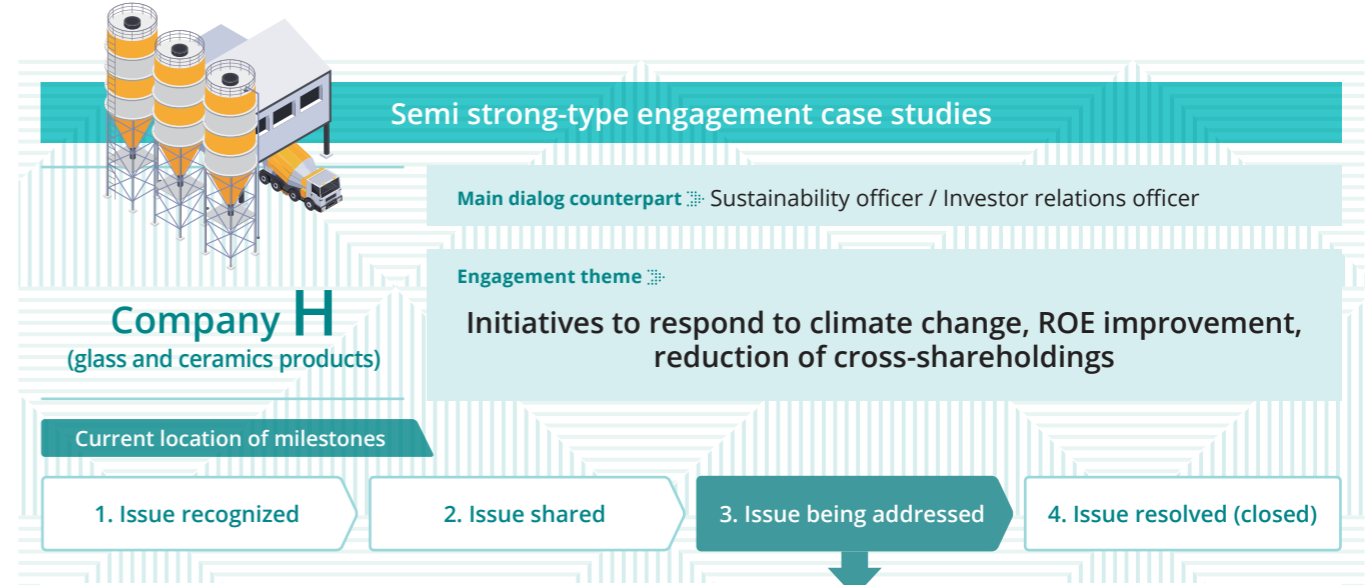 Semi strong-type engagement case studies
Main dialog counterpart Sustainability officer / Investor relations officer
Engagement theme
Initiatives to respond to climate change, ROE improvement,
reduction of cross-shareholdings
Company H
(glass and ceramics products)
Current location of milestones
1. Issue recognized
2. Issue shared
3. Issue being addressed
4. Issue resolved (closed)